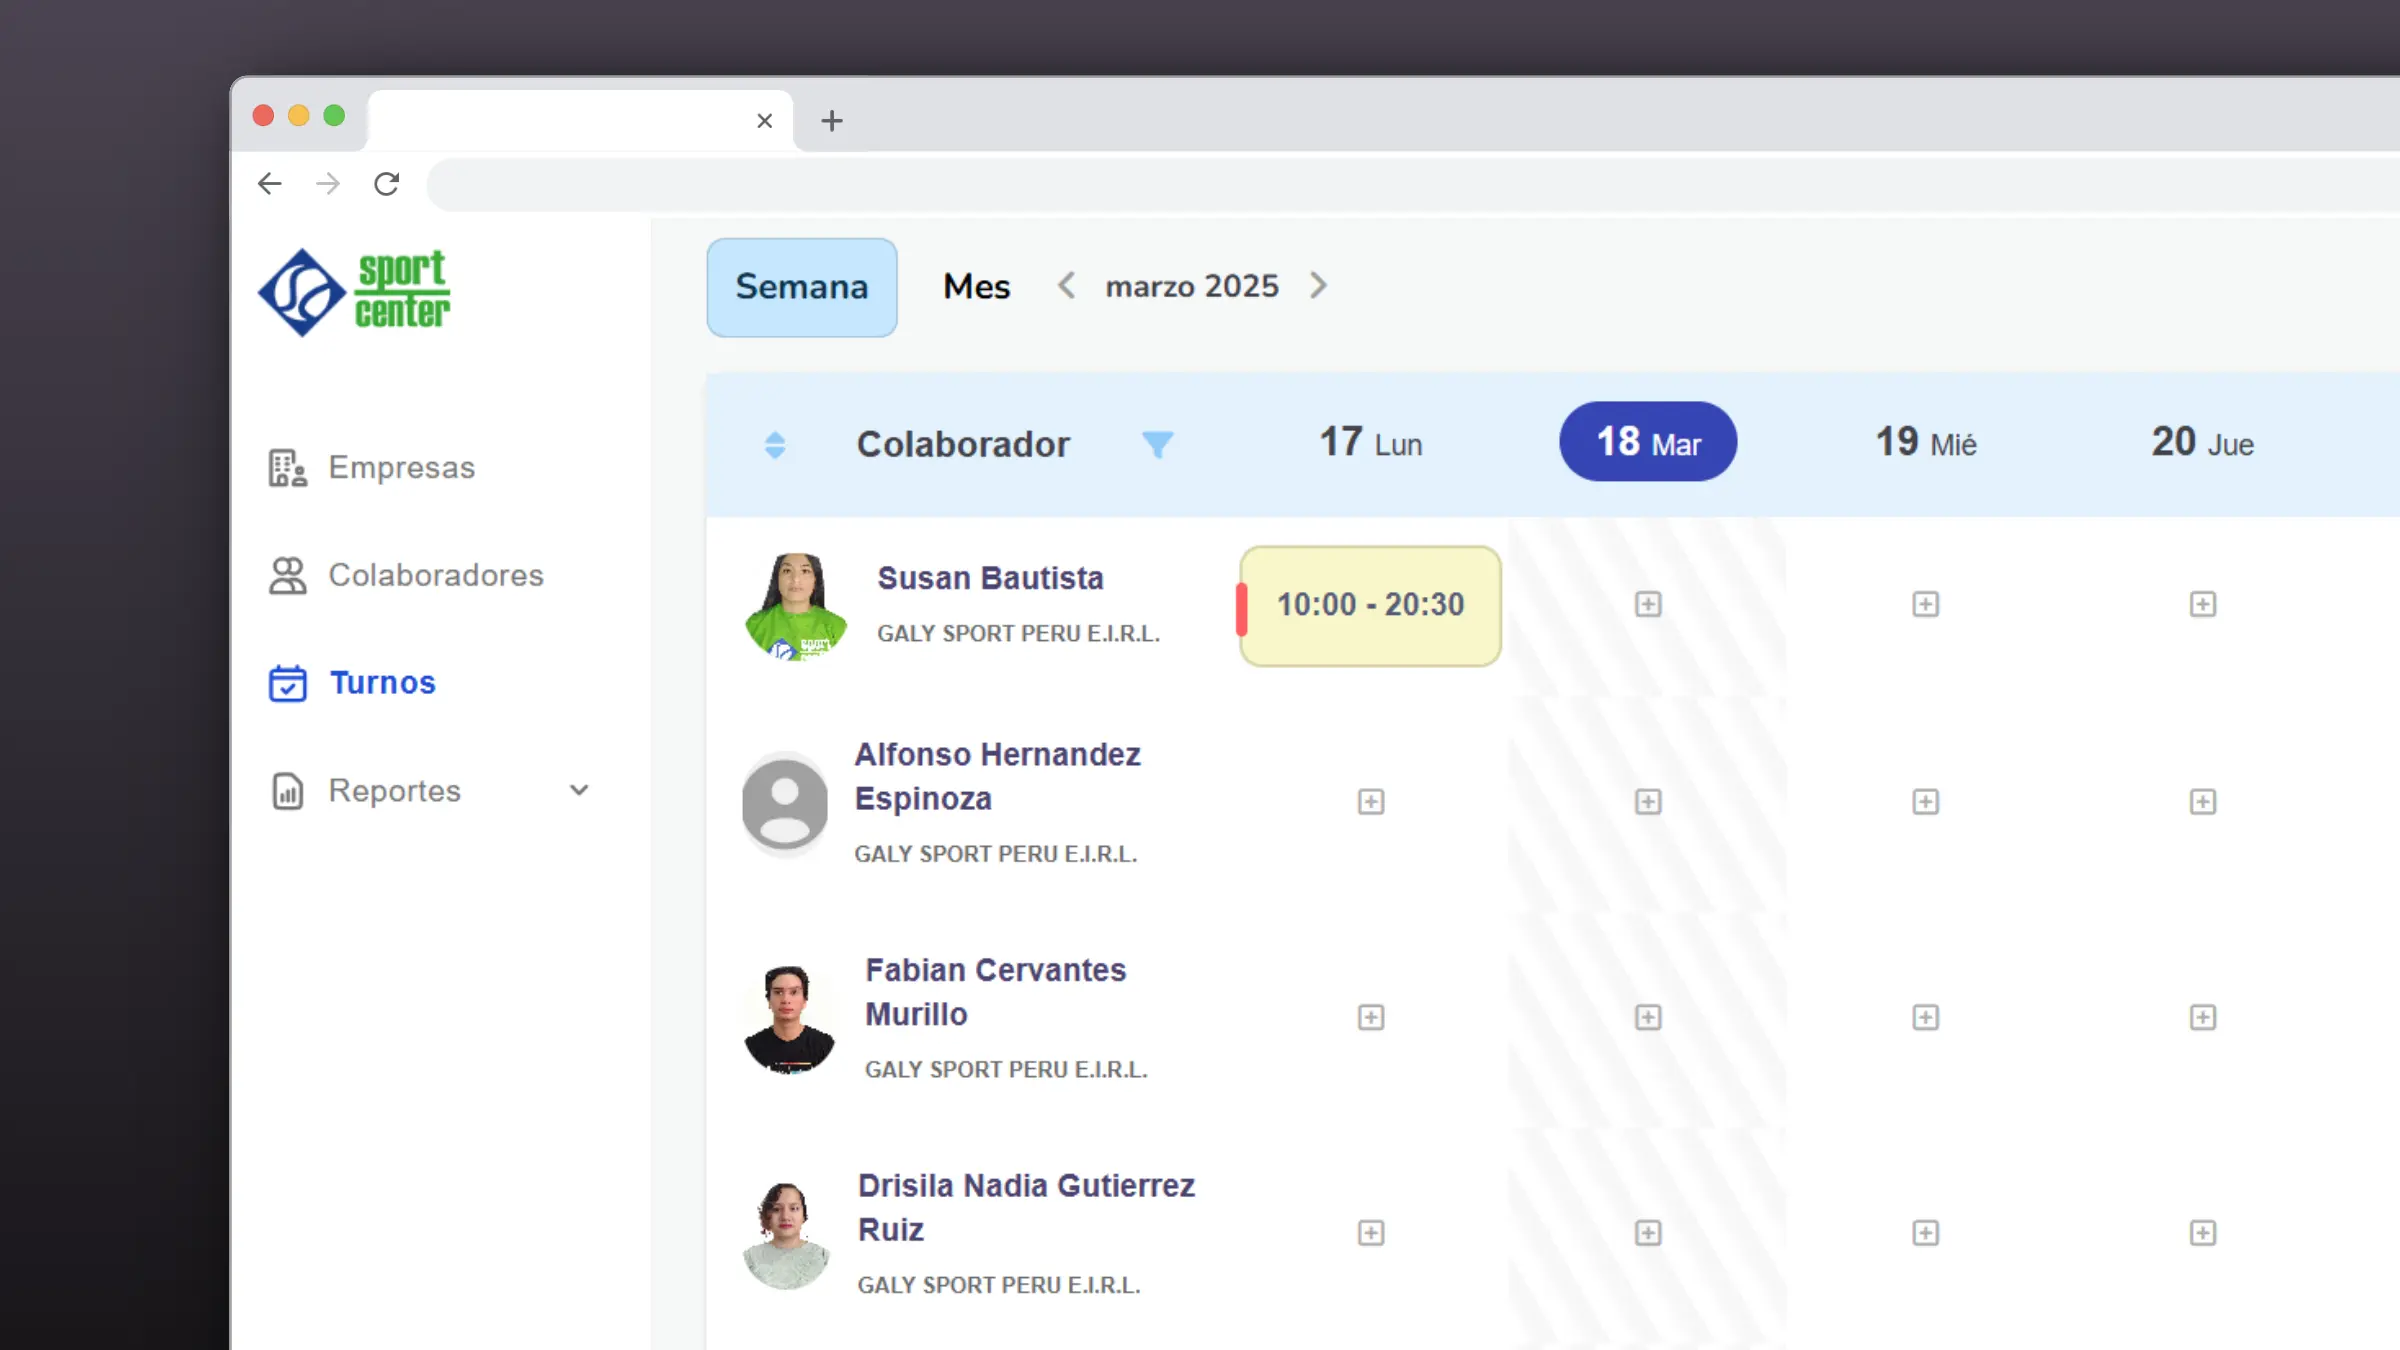 sport
center
Semana
Mes
marzo 2025
Empresas
Colaboradores
Turnos
Reportes
Colaborador
17 Lun
18 Mar
19 Mié
20 Jue
Susan Bautista
GALY SPORT PERU E.I.R.L.
10:00 - 20:30
Alfonso Hernandez
Espinoza
GALY SPORT PERU E.I.R.L.
Fabian Cervantes
Murillo
GALY SPORT PERU E.I.R.L.
Drisila Nadia Gutierrez
Ruiz
GALY SPORT PERU E.I.R.L.